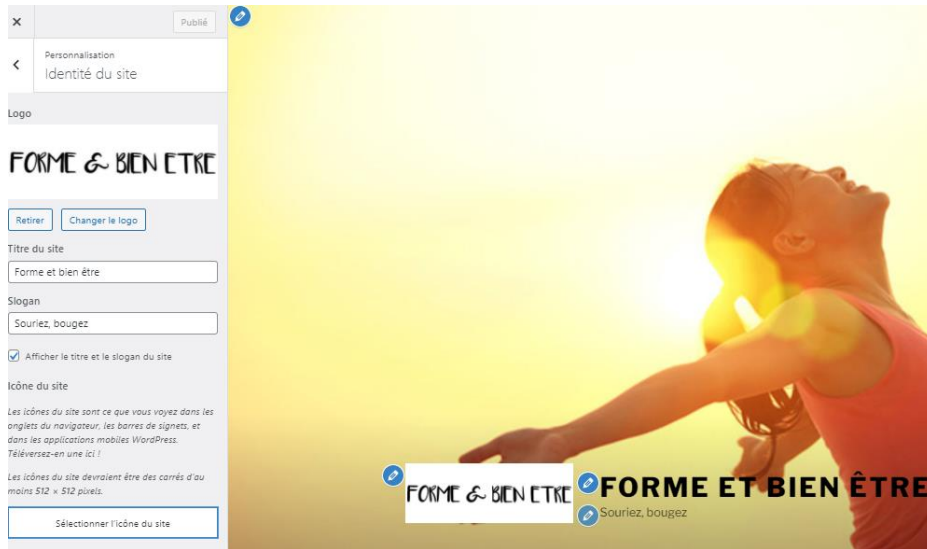 Publié
Personnalisation
Identité du site
Logo
FORME & BIEN ETRE
Retirer
Changer le logo
Titre du site
Forme et bien être
Slogan
Souriez, bougez
Afficher le titre et le slogan du site
Icône du site
Les icônes du site sont ce que vous voyez dans les
onglets du navigateur, les barres de signets, et
dans les applications mobiles WordPress.
Téléversez-en une ici !
Les icônes du site devraient être des carrés d'au
moins 512 × 512 pixels.
Sélectionner l'icône du site
FORME & BIEN ETRE
FORME ET BIEN ÊTRE
Souriez, bougez